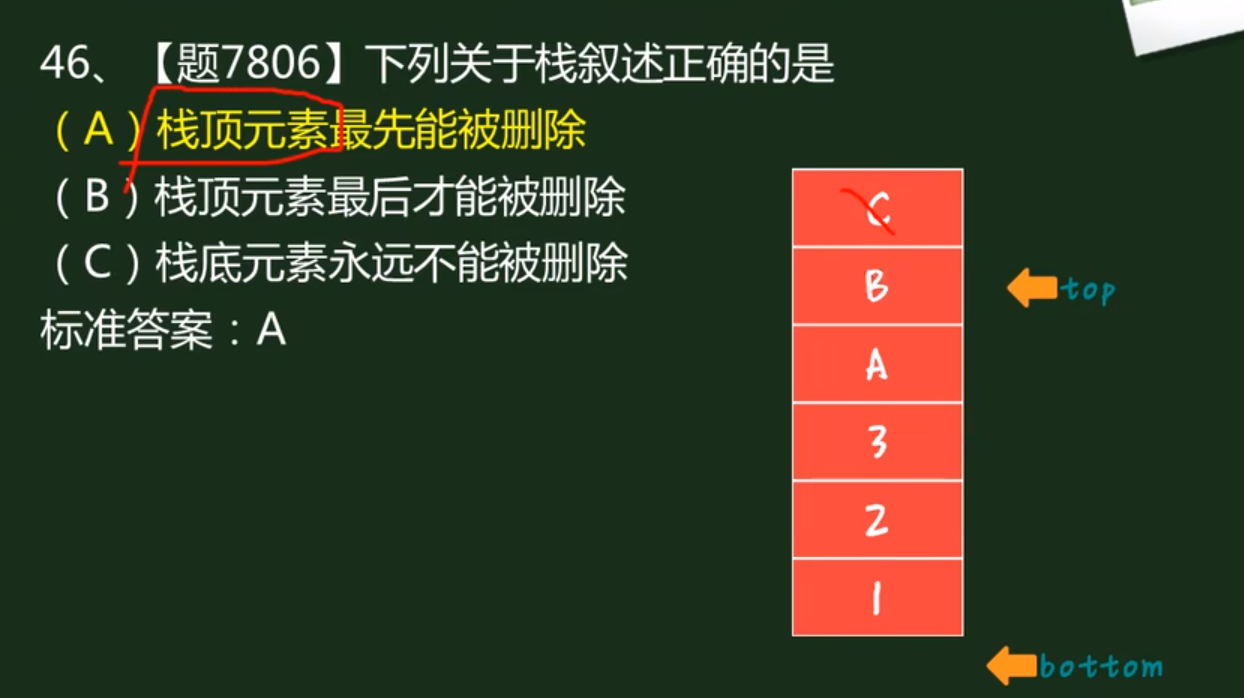 46、【题7806】下列关于栈叙述正确的是
（A）栈顶元素最先能被删除
（B）栈顶元素最后才能被删除
（C）栈底元素永远不能被删除
标准答案：A
C
B
top
A
3
2
1
bottom